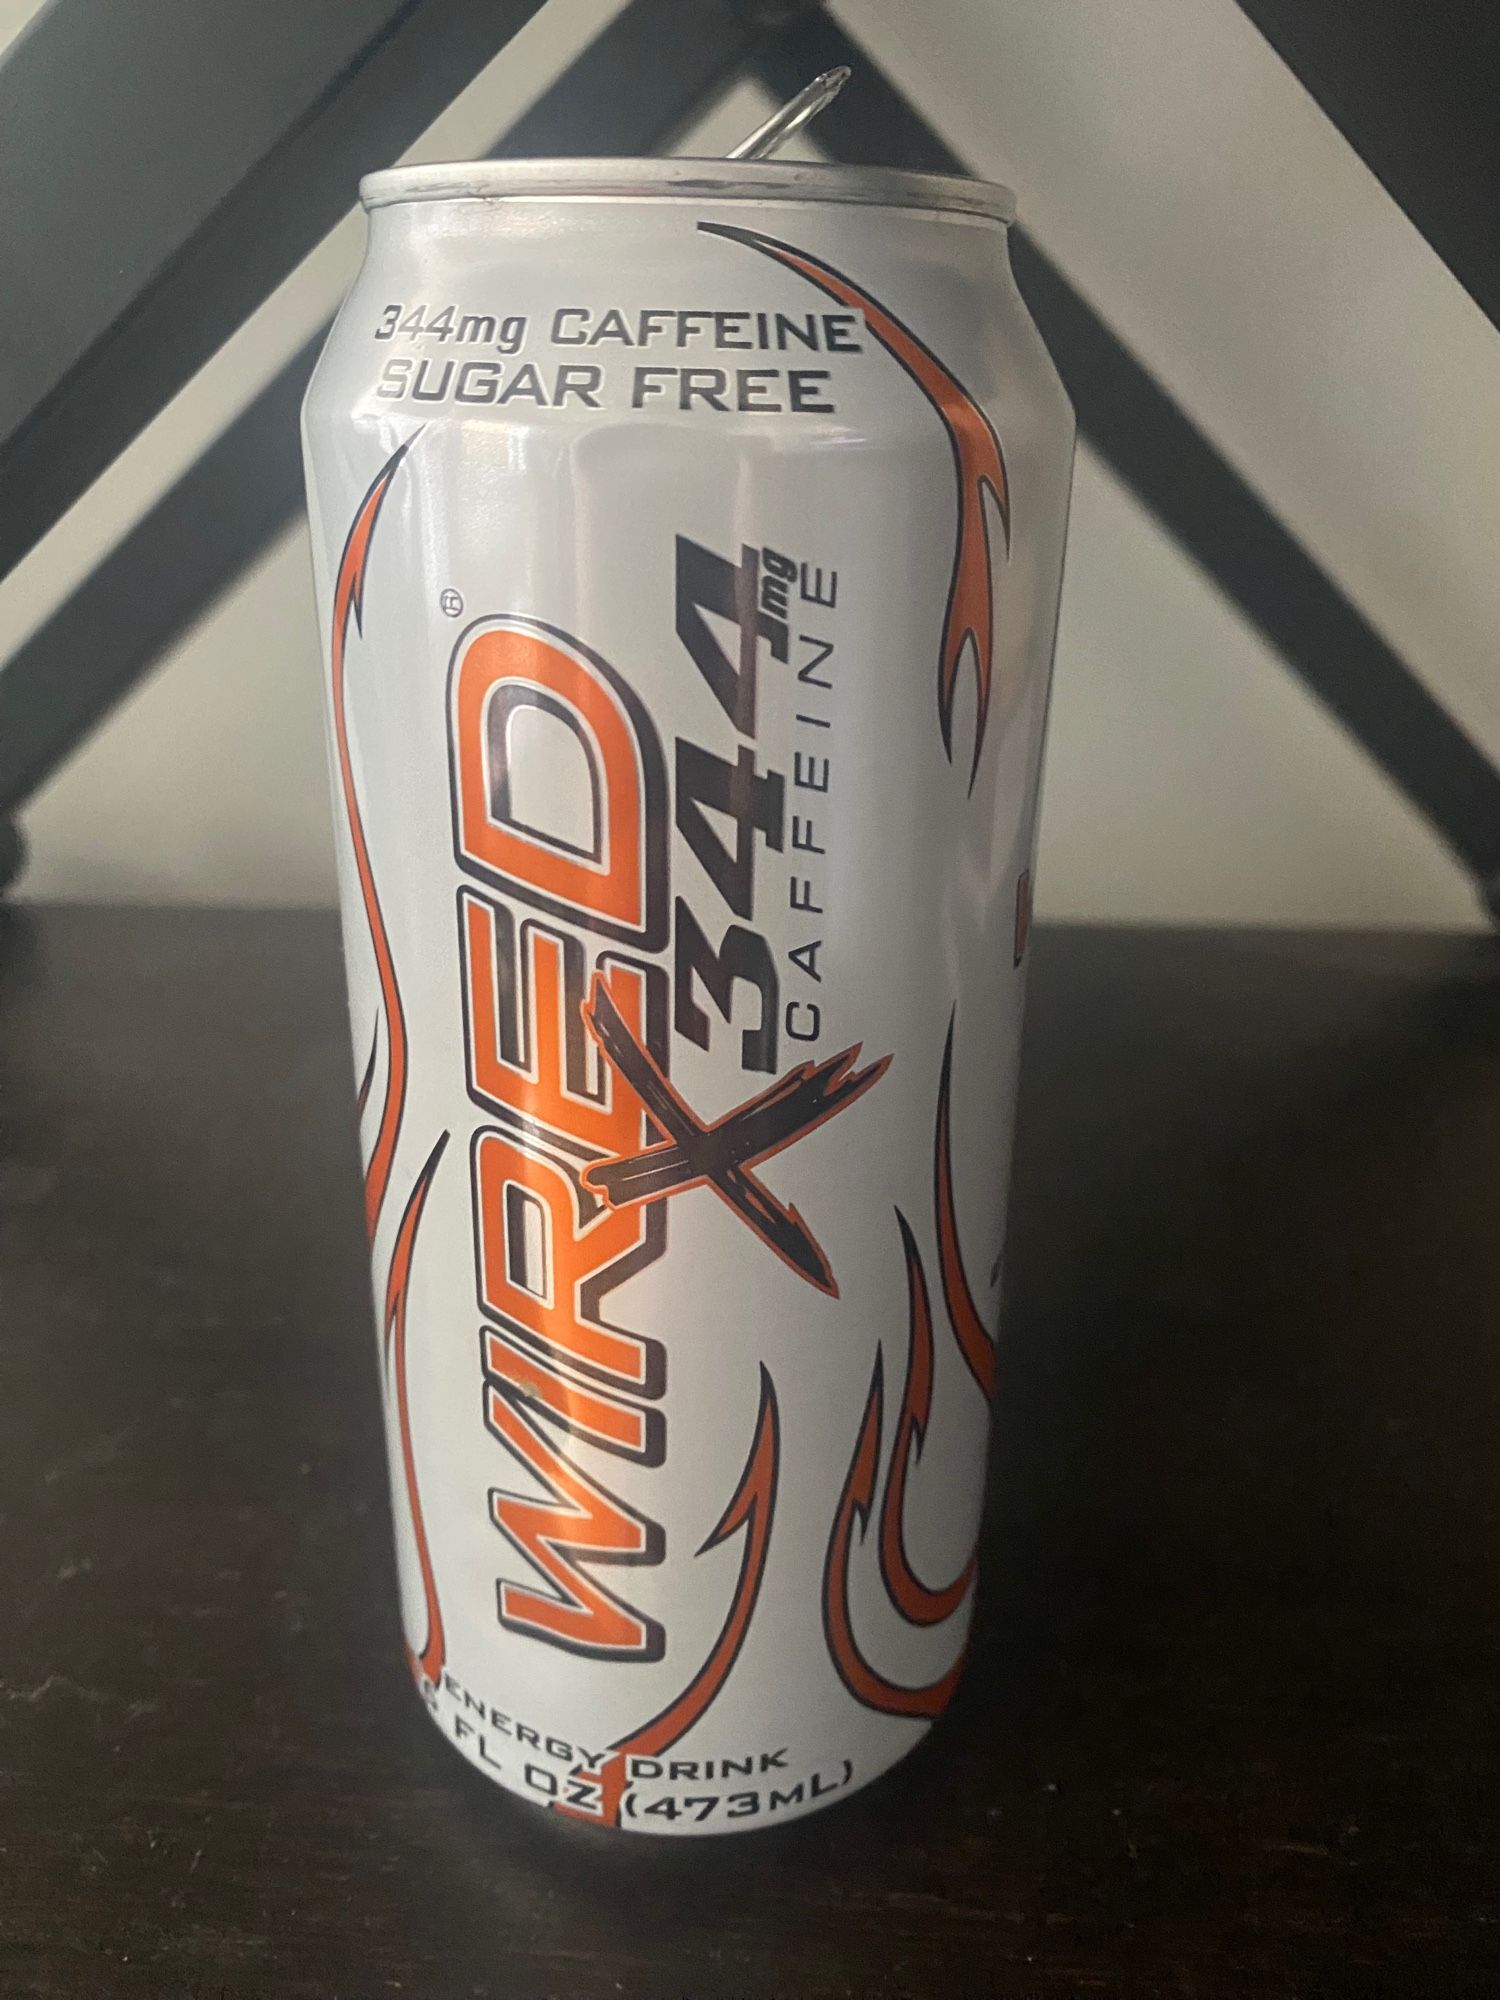 344mg CAFFEINE
SUGAR FREE
WIRED®
X
344mg
CAFFEINE
ENERGY DRINK
FL OZ (473ML)